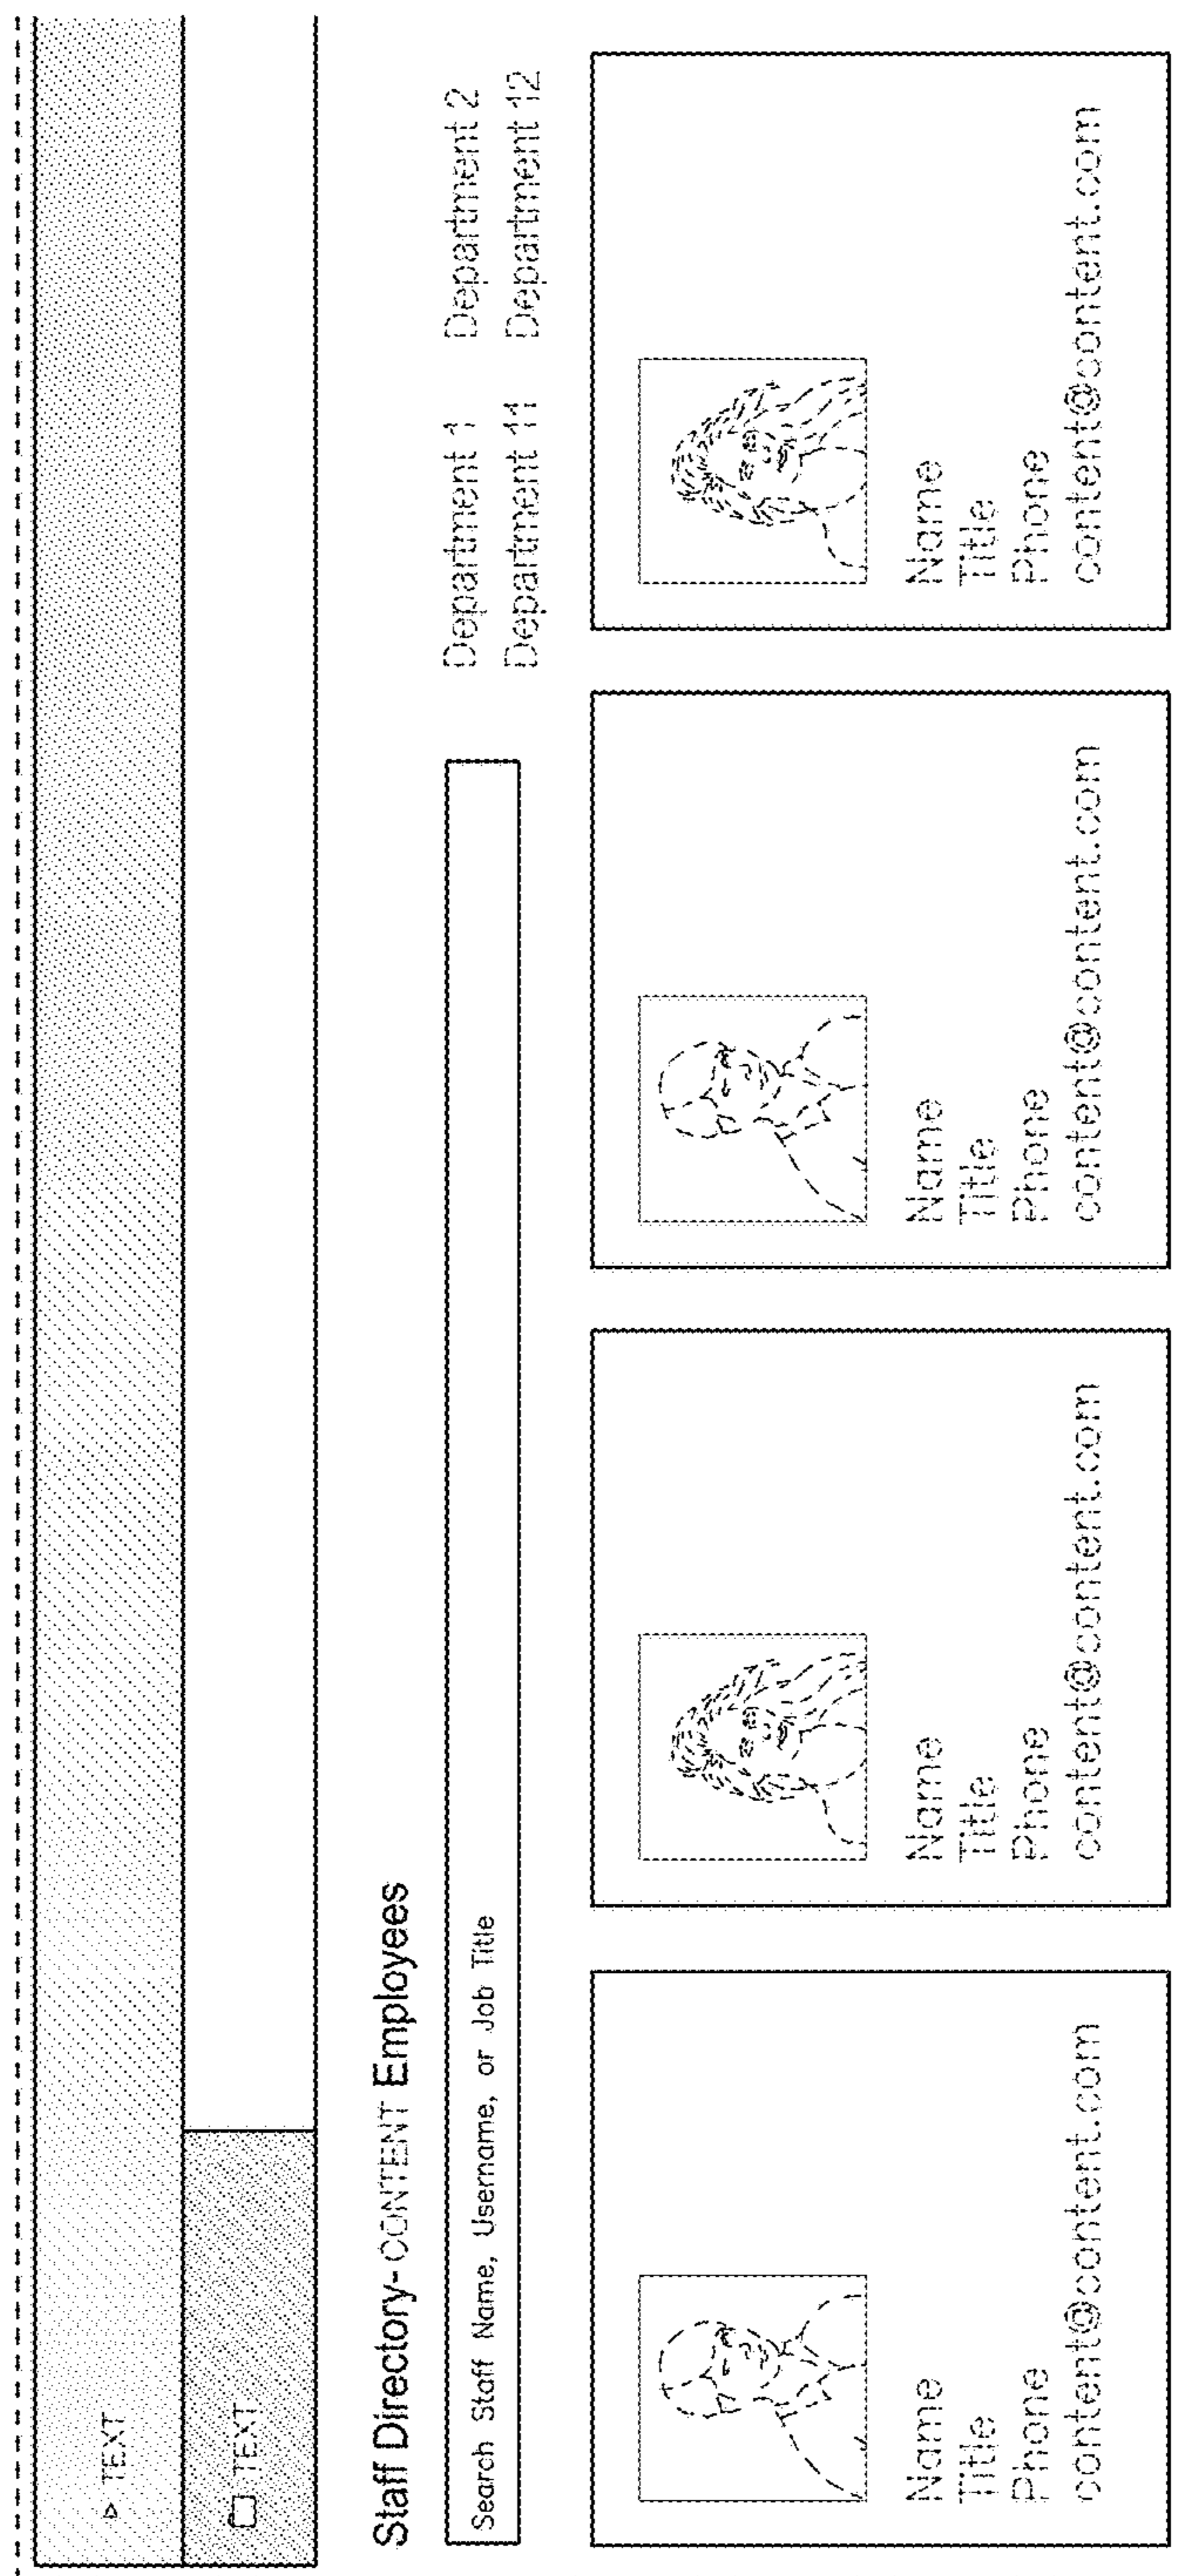 TEXT
TEXT
Staff Directory- CONTENT Employees
Search Staff Name, Username, or Job Title
Department 1 Department 2
Department 11 Department 12
Name
Title
Phone
content@content.com
Name
Title
Phone
content@content.com
Name
Title
Phone
content@content.com
Name
Title
Phone
content@content.com